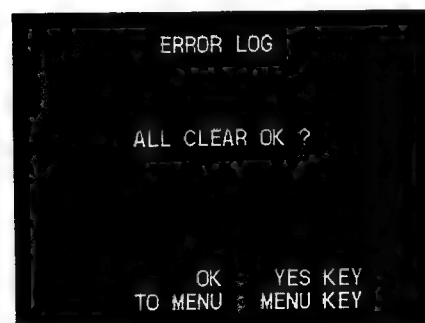 ERROR LOG
ALL CLEAR OK ?
OK : YES KEY
TO MENU : MENU KEY